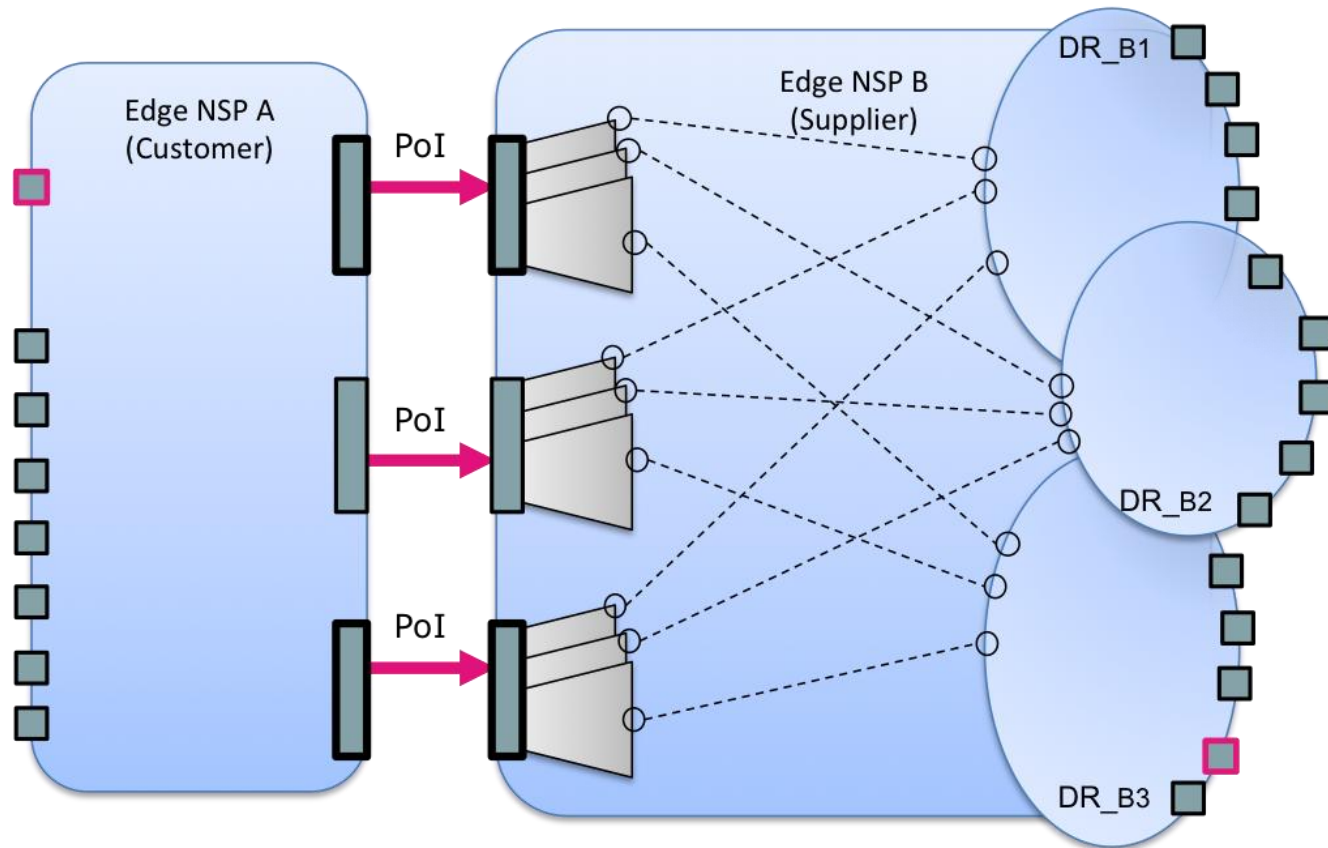 Edge NSP A
(Customer)
PoI
Edge NSP B
(Supplier)
DR_B1
PoI
DR_B2
PoI
DR_B3